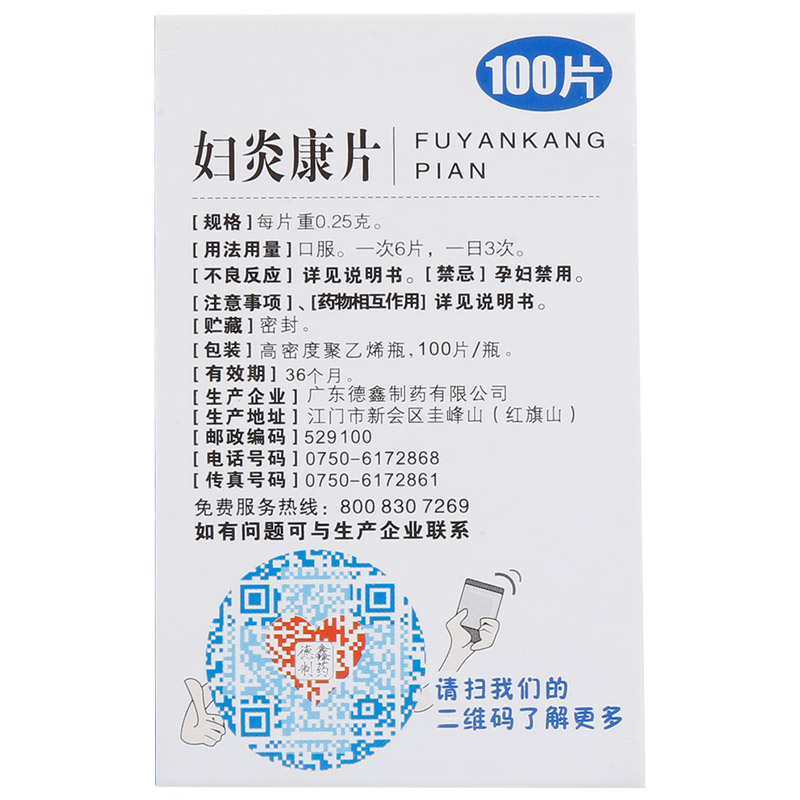 100片
妇炎康片
FUYANKANG
PIAN
[规格]每片重0.25克。
[用法用量]口服。一次6片，一日3次。
[不良反应]详见说明书。[禁忌]孕妇禁用。
[注意事项]、[药物相互作用]详见说明书。
[贮藏]密封。
[包装]高密度聚乙烯瓶，100片/瓶。
[有效期]36个月。
[生产企业]广东德鑫制药有限公司
[生产地址]江门市新会区圭峰山（红旗山）
[邮政编码]529100
[电话号码]0750-6172868
[传真号码]0750-6172861
免费服务热线：800 830 7269
如有问题可与生产企业联系
德鑫
制药
请扫我们的
二维码了解更多